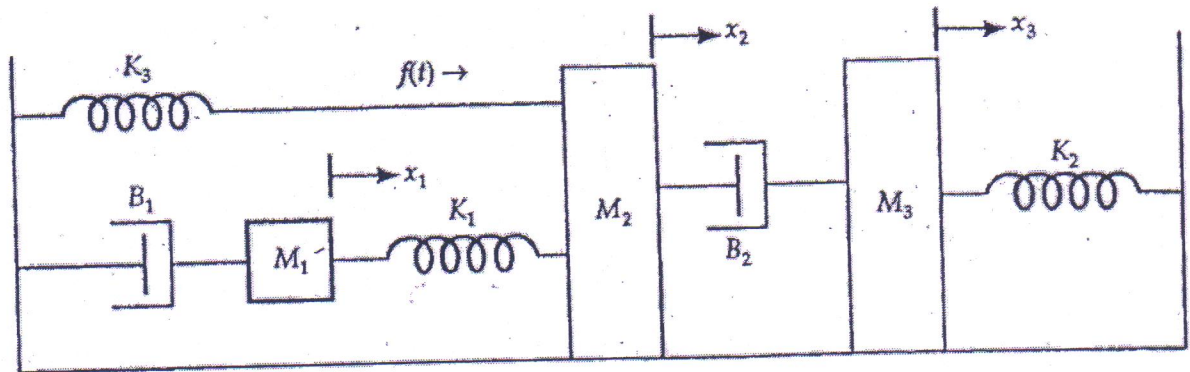 x₂
x₃
K₃
f(t) →
x₁
K₂
B₁
K₁
M₂
M₃
M₁
B₂